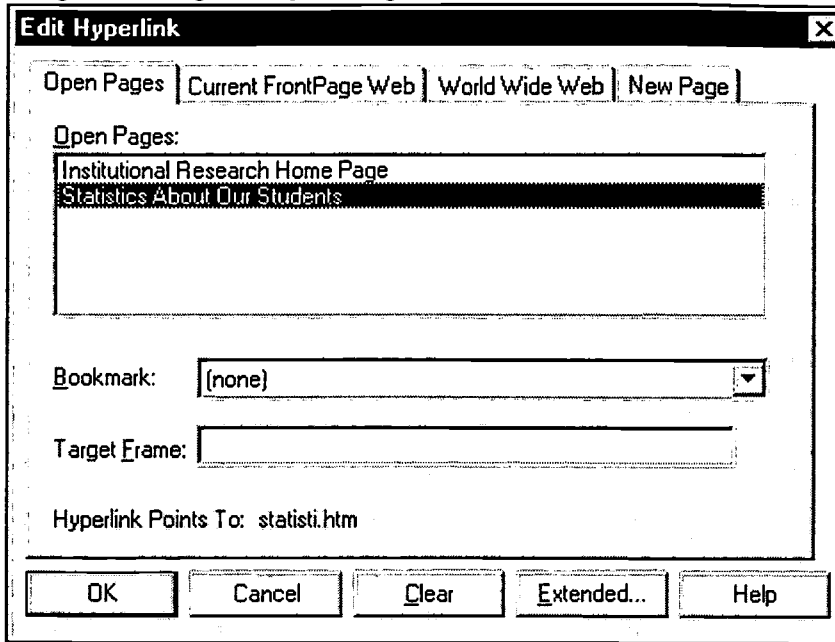 Edit Hyperlink
Open Pages Current FrontPage Web World Wide Web New Page
Open Pages:
Institutional Research Home Page
Statistics About Our Students
Bookmark: (none)
Target Frame:
Hyperlink Points To: statisti.htm
OK Cancel Clear Extended... Help